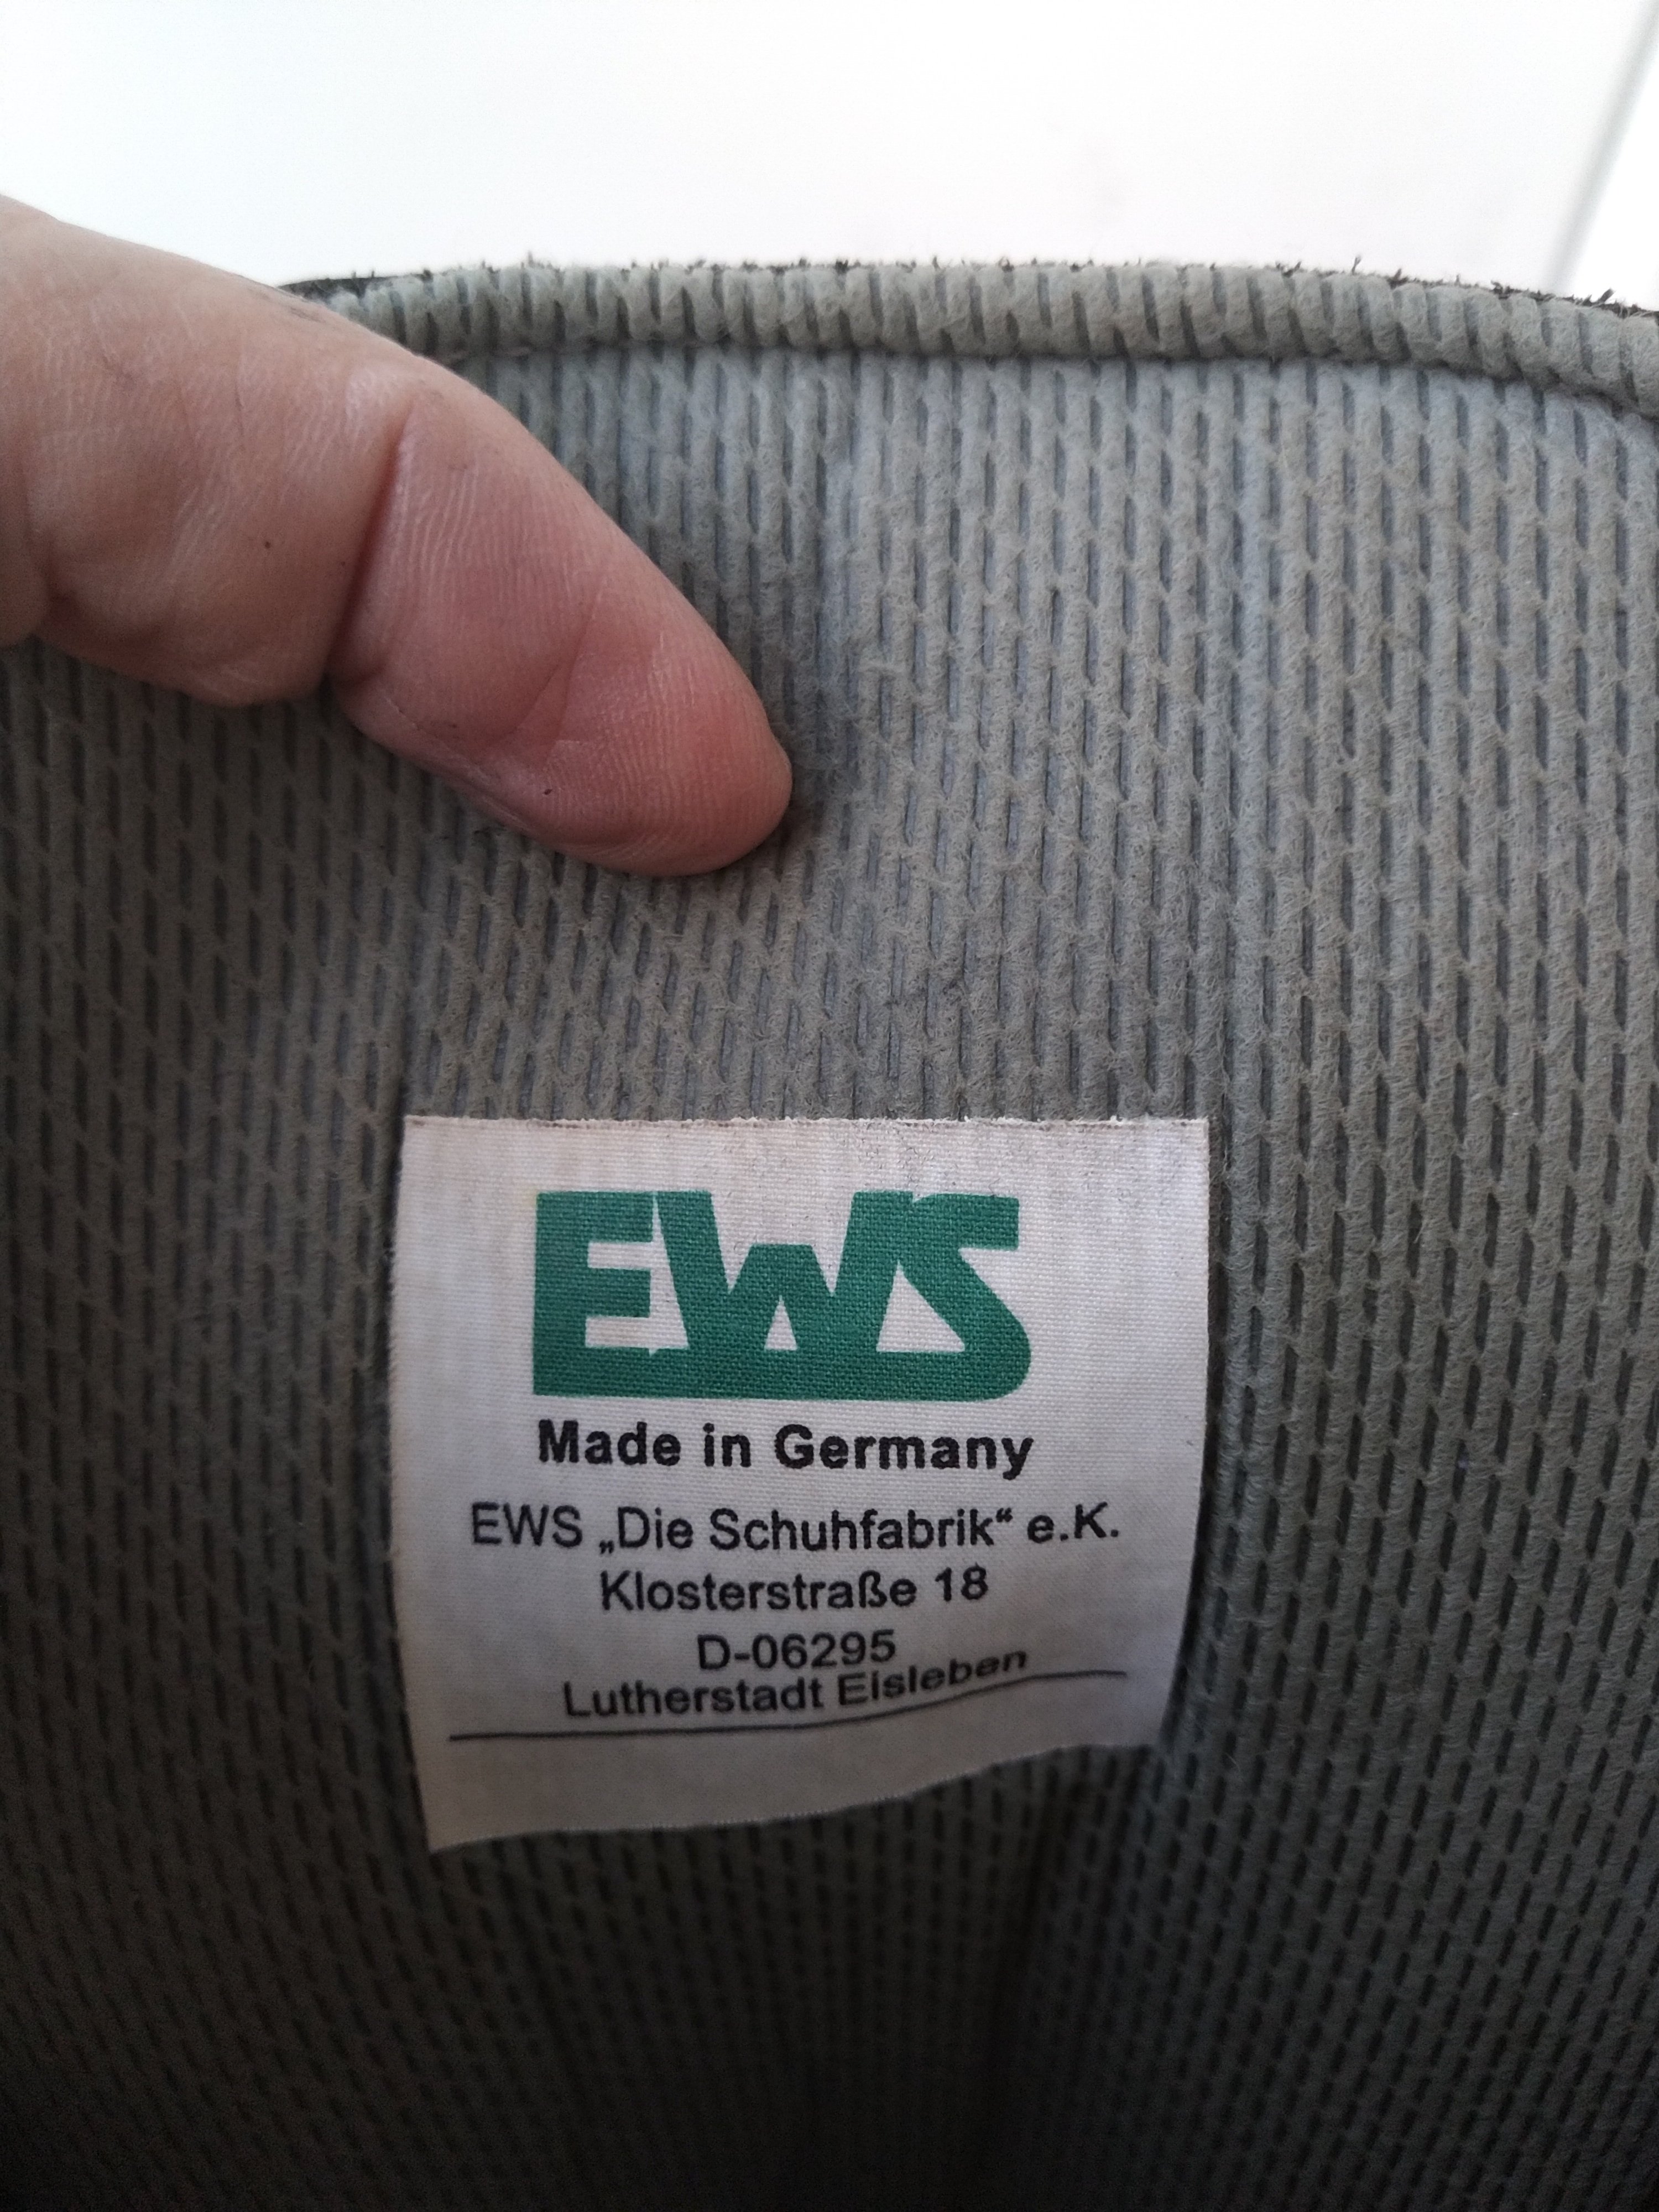 EWS
Made in Germany
EWS „Die Schuhfabrik“ e.K.
Klosterstraße 18
D-06295
Lutherstadt Eisleben